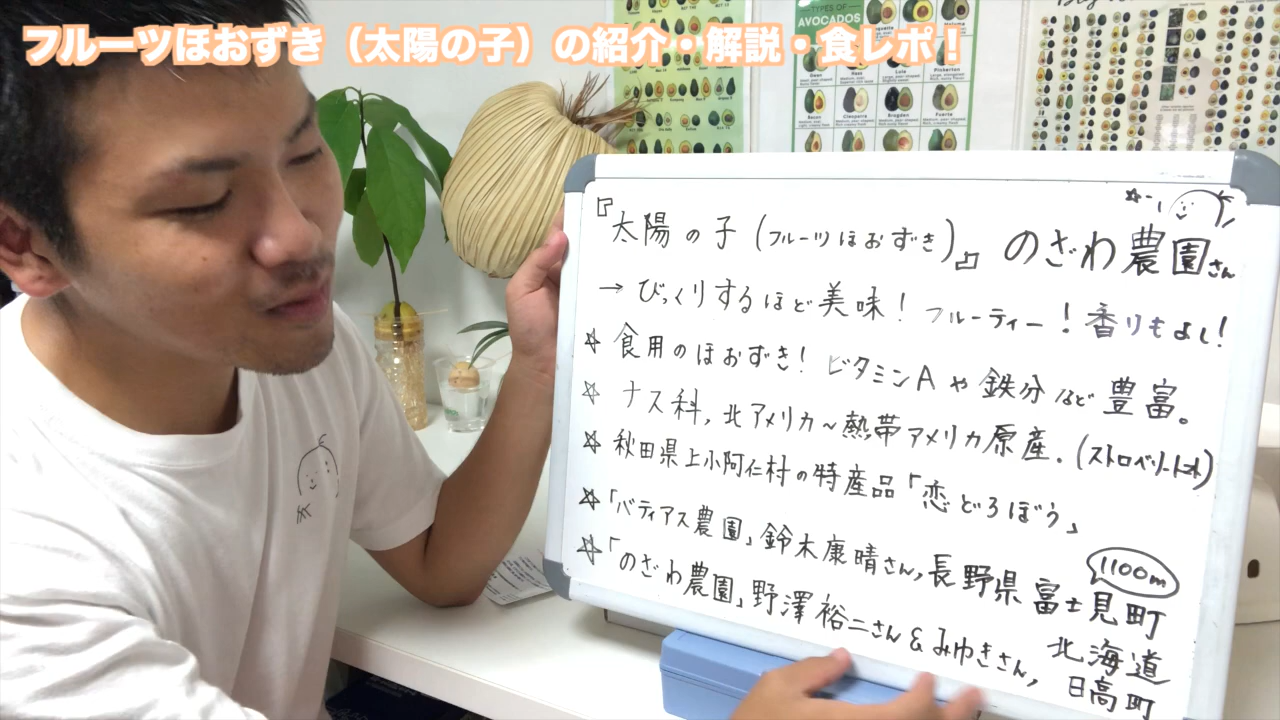 フルーツほおずき（太陽の子）の紹介・解説・食レポ！
TYPES OF
AVOCADOS
『太陽の子(フルーツほおずき)』のざわ農園さん
→びっくりするほど美味！フルーティー！香りもよし！
☆食用のほおずき！ビタミンAや鉄分など豊富。
☆ナス科,北アメリカ~熱帯アメリカ原産.(ストロベリートマト)
☆秋田県上小阿仁村の特産品「恋どろぼう」
☆「バティアス農園」鈴木康晴さん,長野県富士見町
1100m
☆「のざわ農園」野澤裕二さん&みゆきさん,北海道
日高町